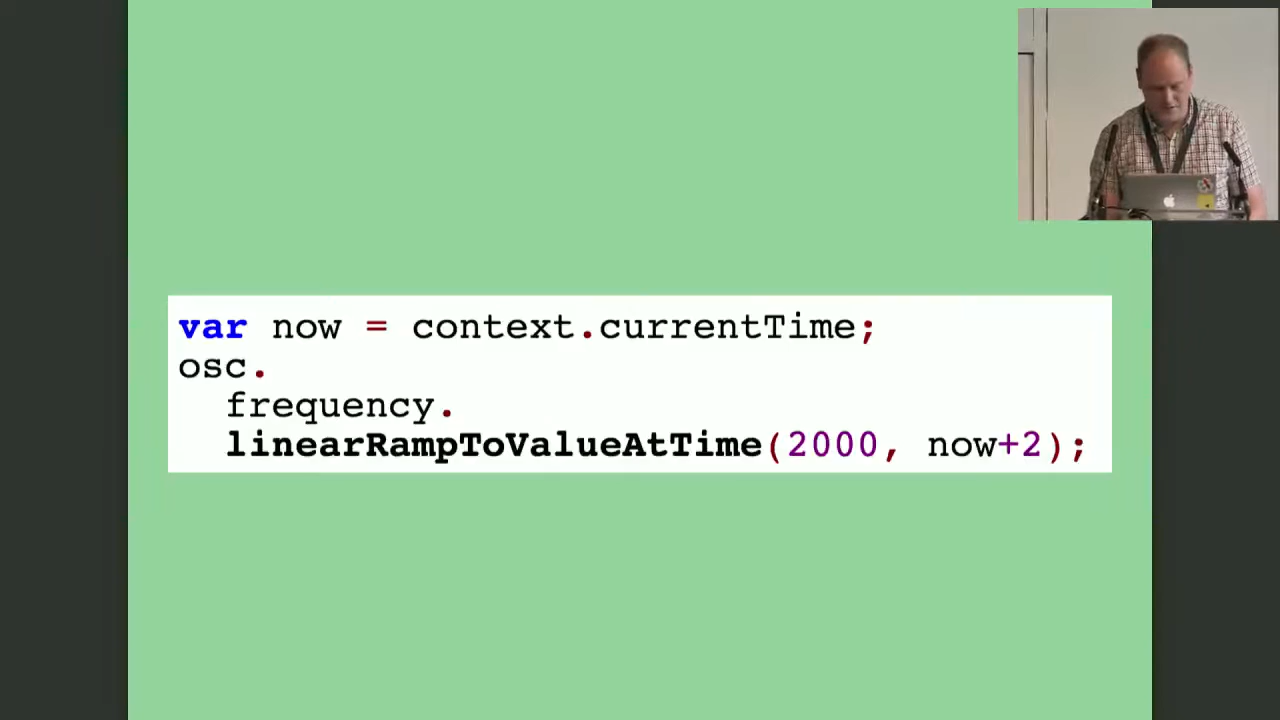 var now = context.currentTime;
osc.
  frequency.
  linearRampToValueAtTime(2000, now+2);